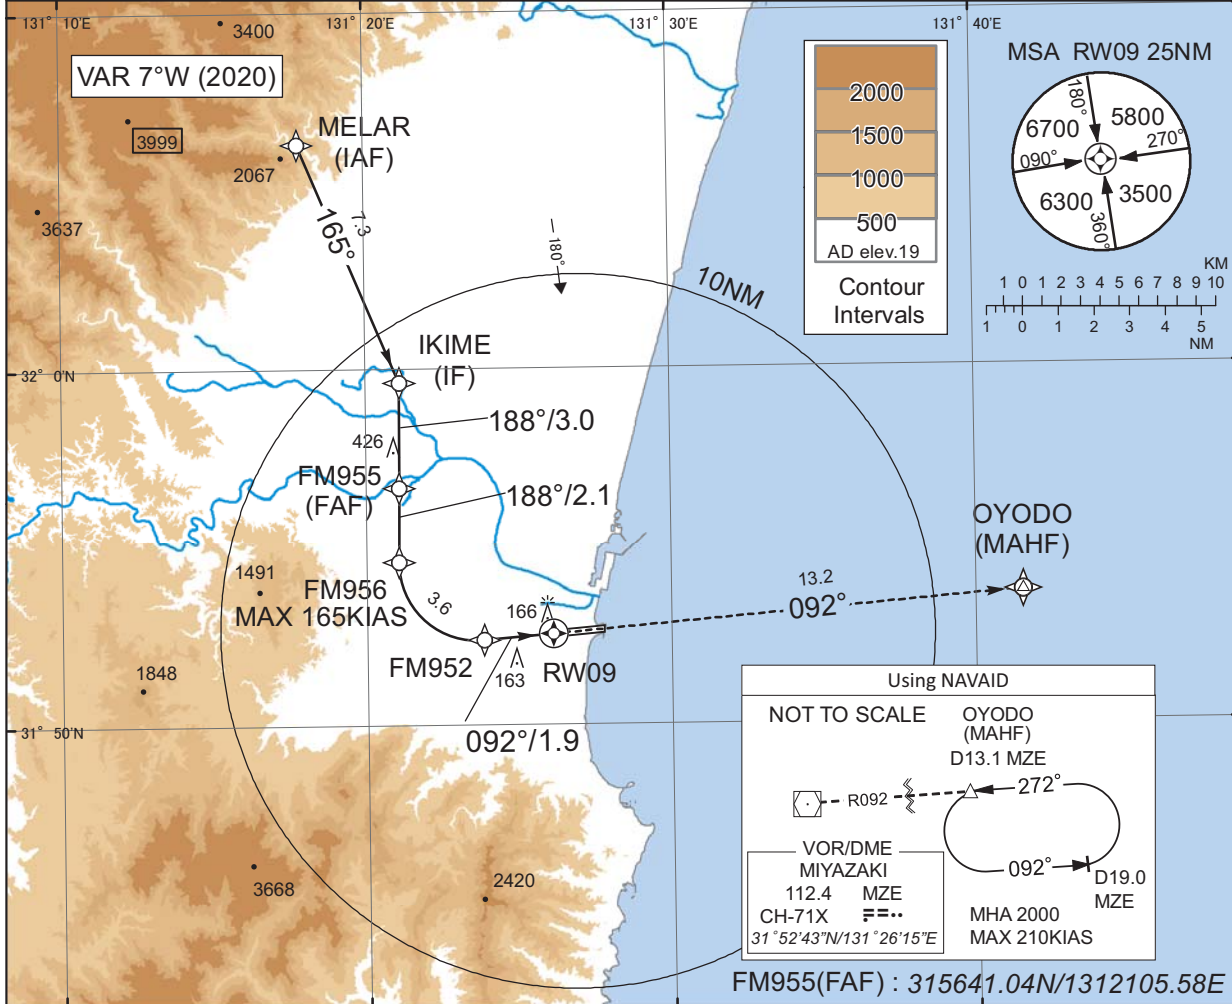 131° 10'E
131° 20'E
131° 30'E
131° 40'E
3400
VAR 7°W (2020)
3999
2067
3637
MELAR
(IAF)
7.3
165°
180°
10NM
2000
1500
1000
500
AD elev.19
Contour
Intervals
MSA RW09 25NM
180°
6700
5800
270°
090°
6300
3500
360°
KM
1 0 1 2 3 4 5 6 7 8 9 10
1 0 1 2 3 4 5
NM
IKIME
(IF)
32° 0'N
188°/3.0
426
FM955
(FAF)
188°/2.1
OYODO
(MAHF)
1491
FM956
MAX 165KIAS
3.6
166
13.2
092°
FM952
163
RW09
1848
31° 50'N
092°/1.9
3668
2420
Using NAVAID
NOT TO SCALE
OYODO
(MAHF)
D13.1 MZE
R092
272°
092°
D19.0
MZE
VOR/DME
MIYAZAKI
112.4 MZE
CH-71X
31°52'43"N/131°26'15"E
MHA 2000
MAX 210KIAS
FM955(FAF) : 315641.04N/1312105.58E